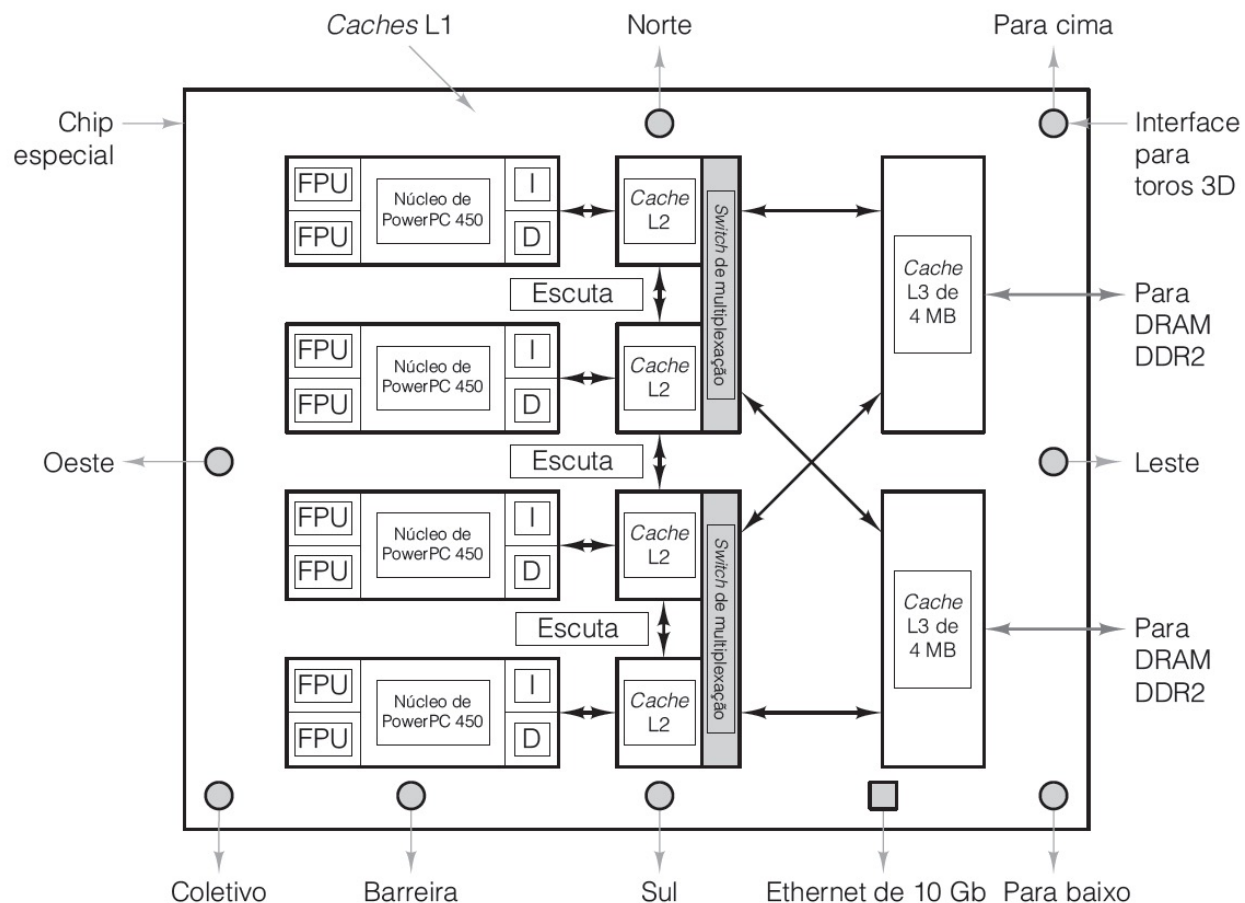 Caches L1
Norte
Para cima
Chip
especial
Interface
para
toros 3D
FPU
FPU
Núcleo de
PowerPC 450
I
D
Cache
L2
Switch de multiplexação
Cache
L3 de
4 MB
Para
DRAM
DDR2
Escuta
FPU
FPU
Núcleo de
PowerPC 450
I
D
Cache
L2
Oeste
Escuta
Leste
FPU
FPU
Núcleo de
PowerPC 450
I
D
Cache
L2
Switch de multiplexação
Cache
L3 de
4 MB
Para
DRAM
DDR2
Escuta
FPU
FPU
Núcleo de
PowerPC 450
I
D
Cache
L2
Coletivo
Barreira
Sul
Ethernet de 10 Gb
Para baixo